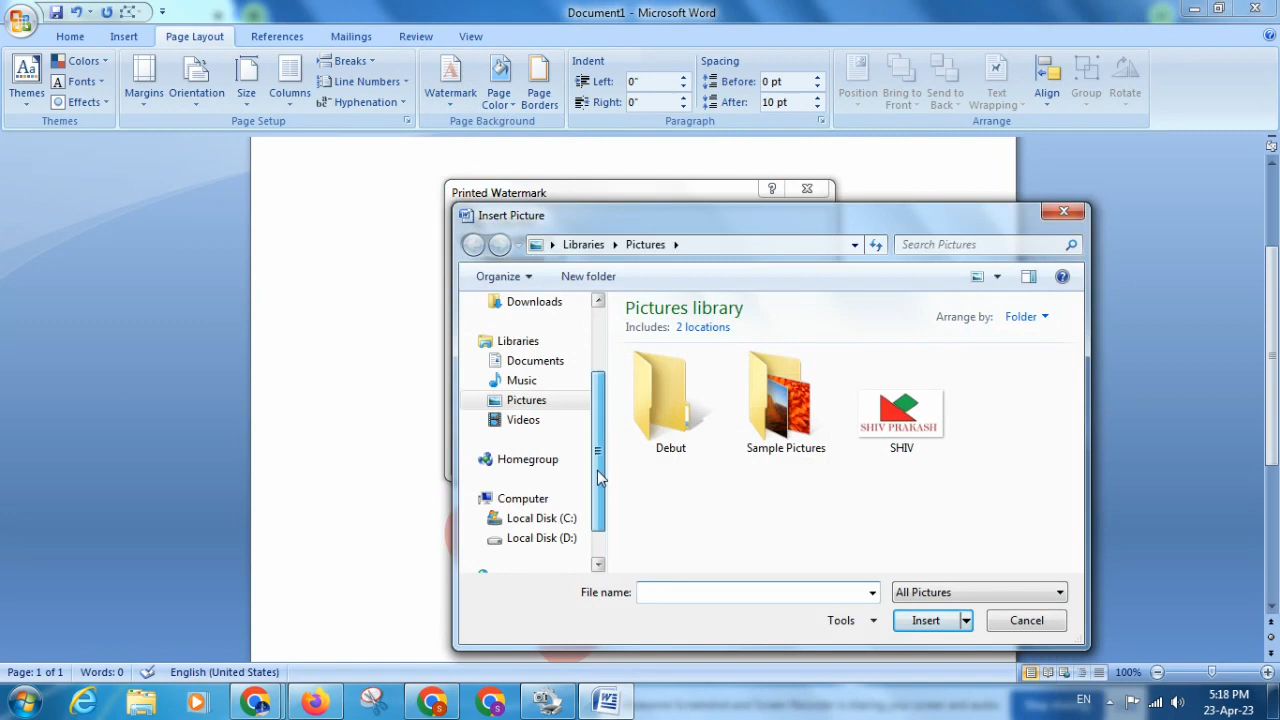 Document1 - Microsoft Word
Home Insert Page Layout References Mailings Review View
Aa Colors Breaks Indent Spacing
Themes Fonts Margins Orientation Size Columns Line Numbers Watermark Page Color Page Borders Left: 0" Before: 0 pt Position Bring to Front Send to Back Text Wrapping Align Group Rotate
Effects Hyphenation Right: 0" After: 10 pt
Themes Page Setup Page Background Paragraph Arrange
Printed Watermark
Insert Picture
Libraries Pictures Search Pictures
Organize New folder
Downloads
Libraries
Documents
Music
Pictures
Videos
Homegroup
Computer
Local Disk (C:)
Local Disk (D:)
Pictures library
Includes: 2 locations
Arrange by: Folder
SHIV PRAKASH
Debut Sample Pictures SHIV
File name: All Pictures
Tools Insert Cancel
Page: 1 of 1 Words: 0 English (United States) 100%
EN
5:18 PM
23-Apr-23